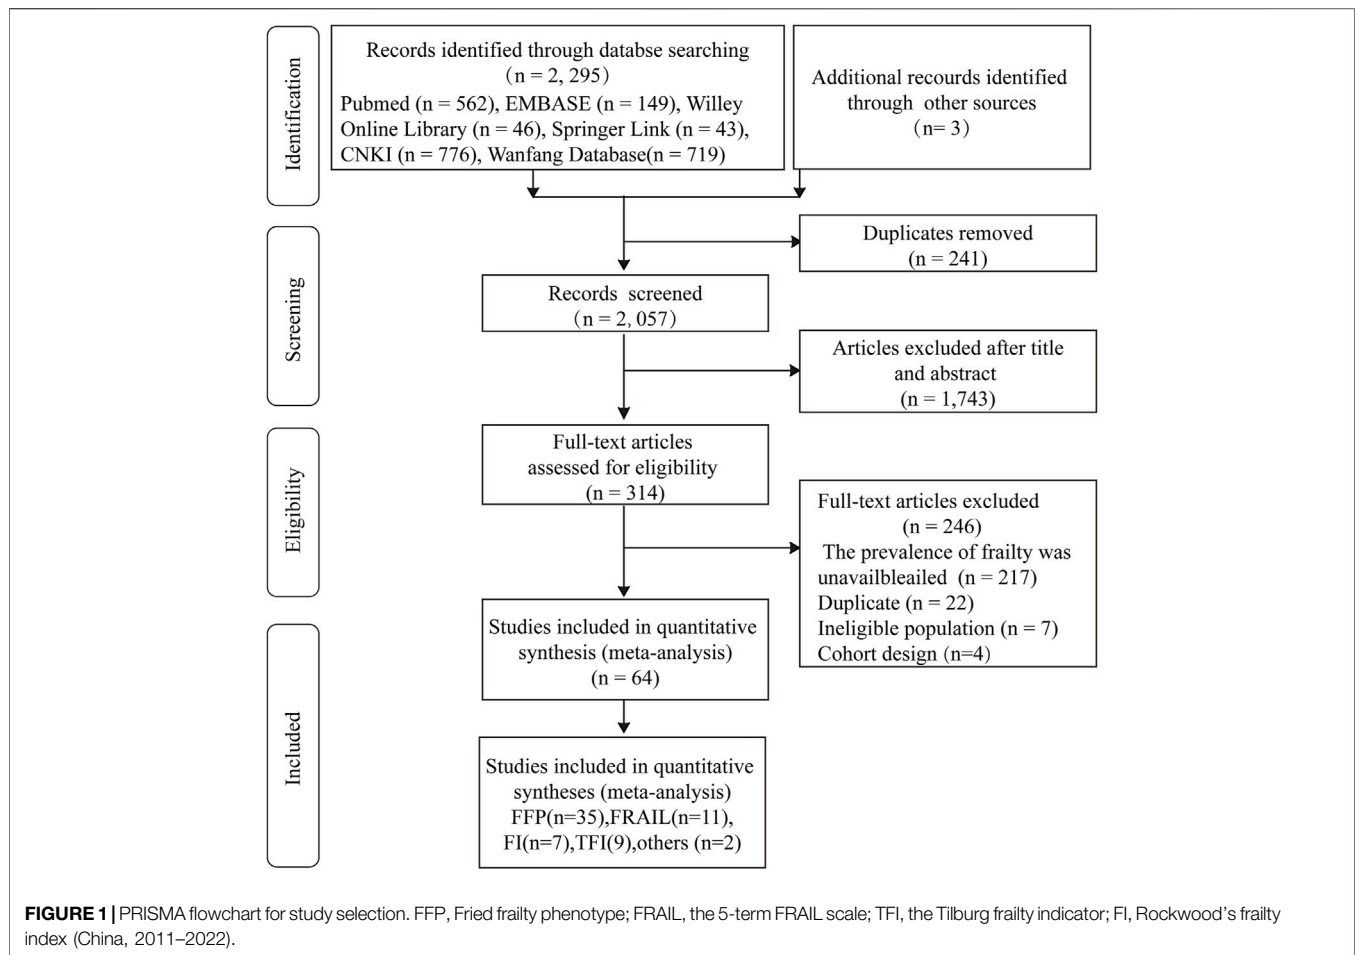 Identification
Records identified through databse searching
(n = 2, 295)
Pubmed (n = 562), EMBASE (n = 149), Willey
Online Library (n = 46), Springer Link (n = 43),
CNKI (n = 776), Wanfang Database(n = 719)
Additional recourds identified
through other sources
(n= 3)
Screening
Duplicates removed
(n = 241)
Records screened
(n = 2, 057)
Articles excluded after title
and abstract
(n = 1,743)
Eligibility
Full-text articles
assessed for eligibility
(n = 314)
Full-text articles excluded
(n = 246)
The prevalence of frailty was
unavailbleailed (n = 217)
Duplicate (n = 22)
Ineligible population (n = 7)
Cohort design (n=4)
Included
Studies included in quantitative
synthesis (meta-analysis)
(n = 64)
Studies included in quantitative
syntheses (meta-analysis)
FFP(n=35),FRAIL(n=11),
FI(n=7),TFI(9),others (n=2)
FIGURE 1 | PRISMA flowchart for study selection. FFP, Fried frailty phenotype; FRAIL, the 5-term FRAIL scale; TFI, the Tilburg frailty indicator; FI, Rockwood's frailty
index (China, 2011–2022).